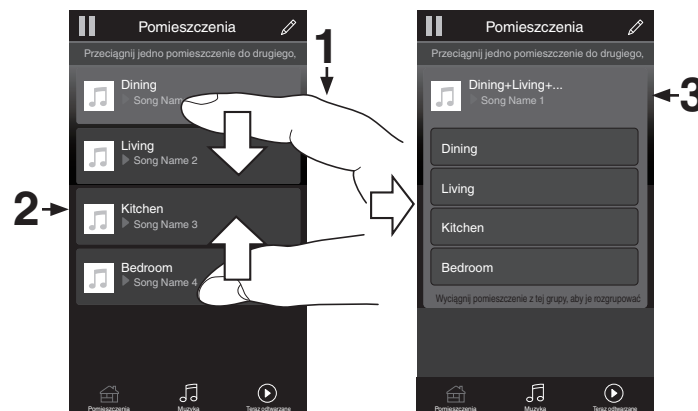 Pomieszczenia
Przeciągnij jedno pomieszczenie do drugiego,
1
Dining
Song Nam
Living
Song Name 2
2
Kitchen
Song Name 3
Bedroom
Song Name 4
Pomieszczenia
Muzyka
Teraz odtwarzane
Pomieszczenia
Przeciągnij jedno pomieszczenie do drugiego,
Dining+Living+...
Song Name 1
3
Dining
Living
Kitchen
Bedroom
Wyciągnij pomieszczenie z tej grupy, aby je rozgrupować
Pomieszczenia
Muzyka
Teraz odtwarzane